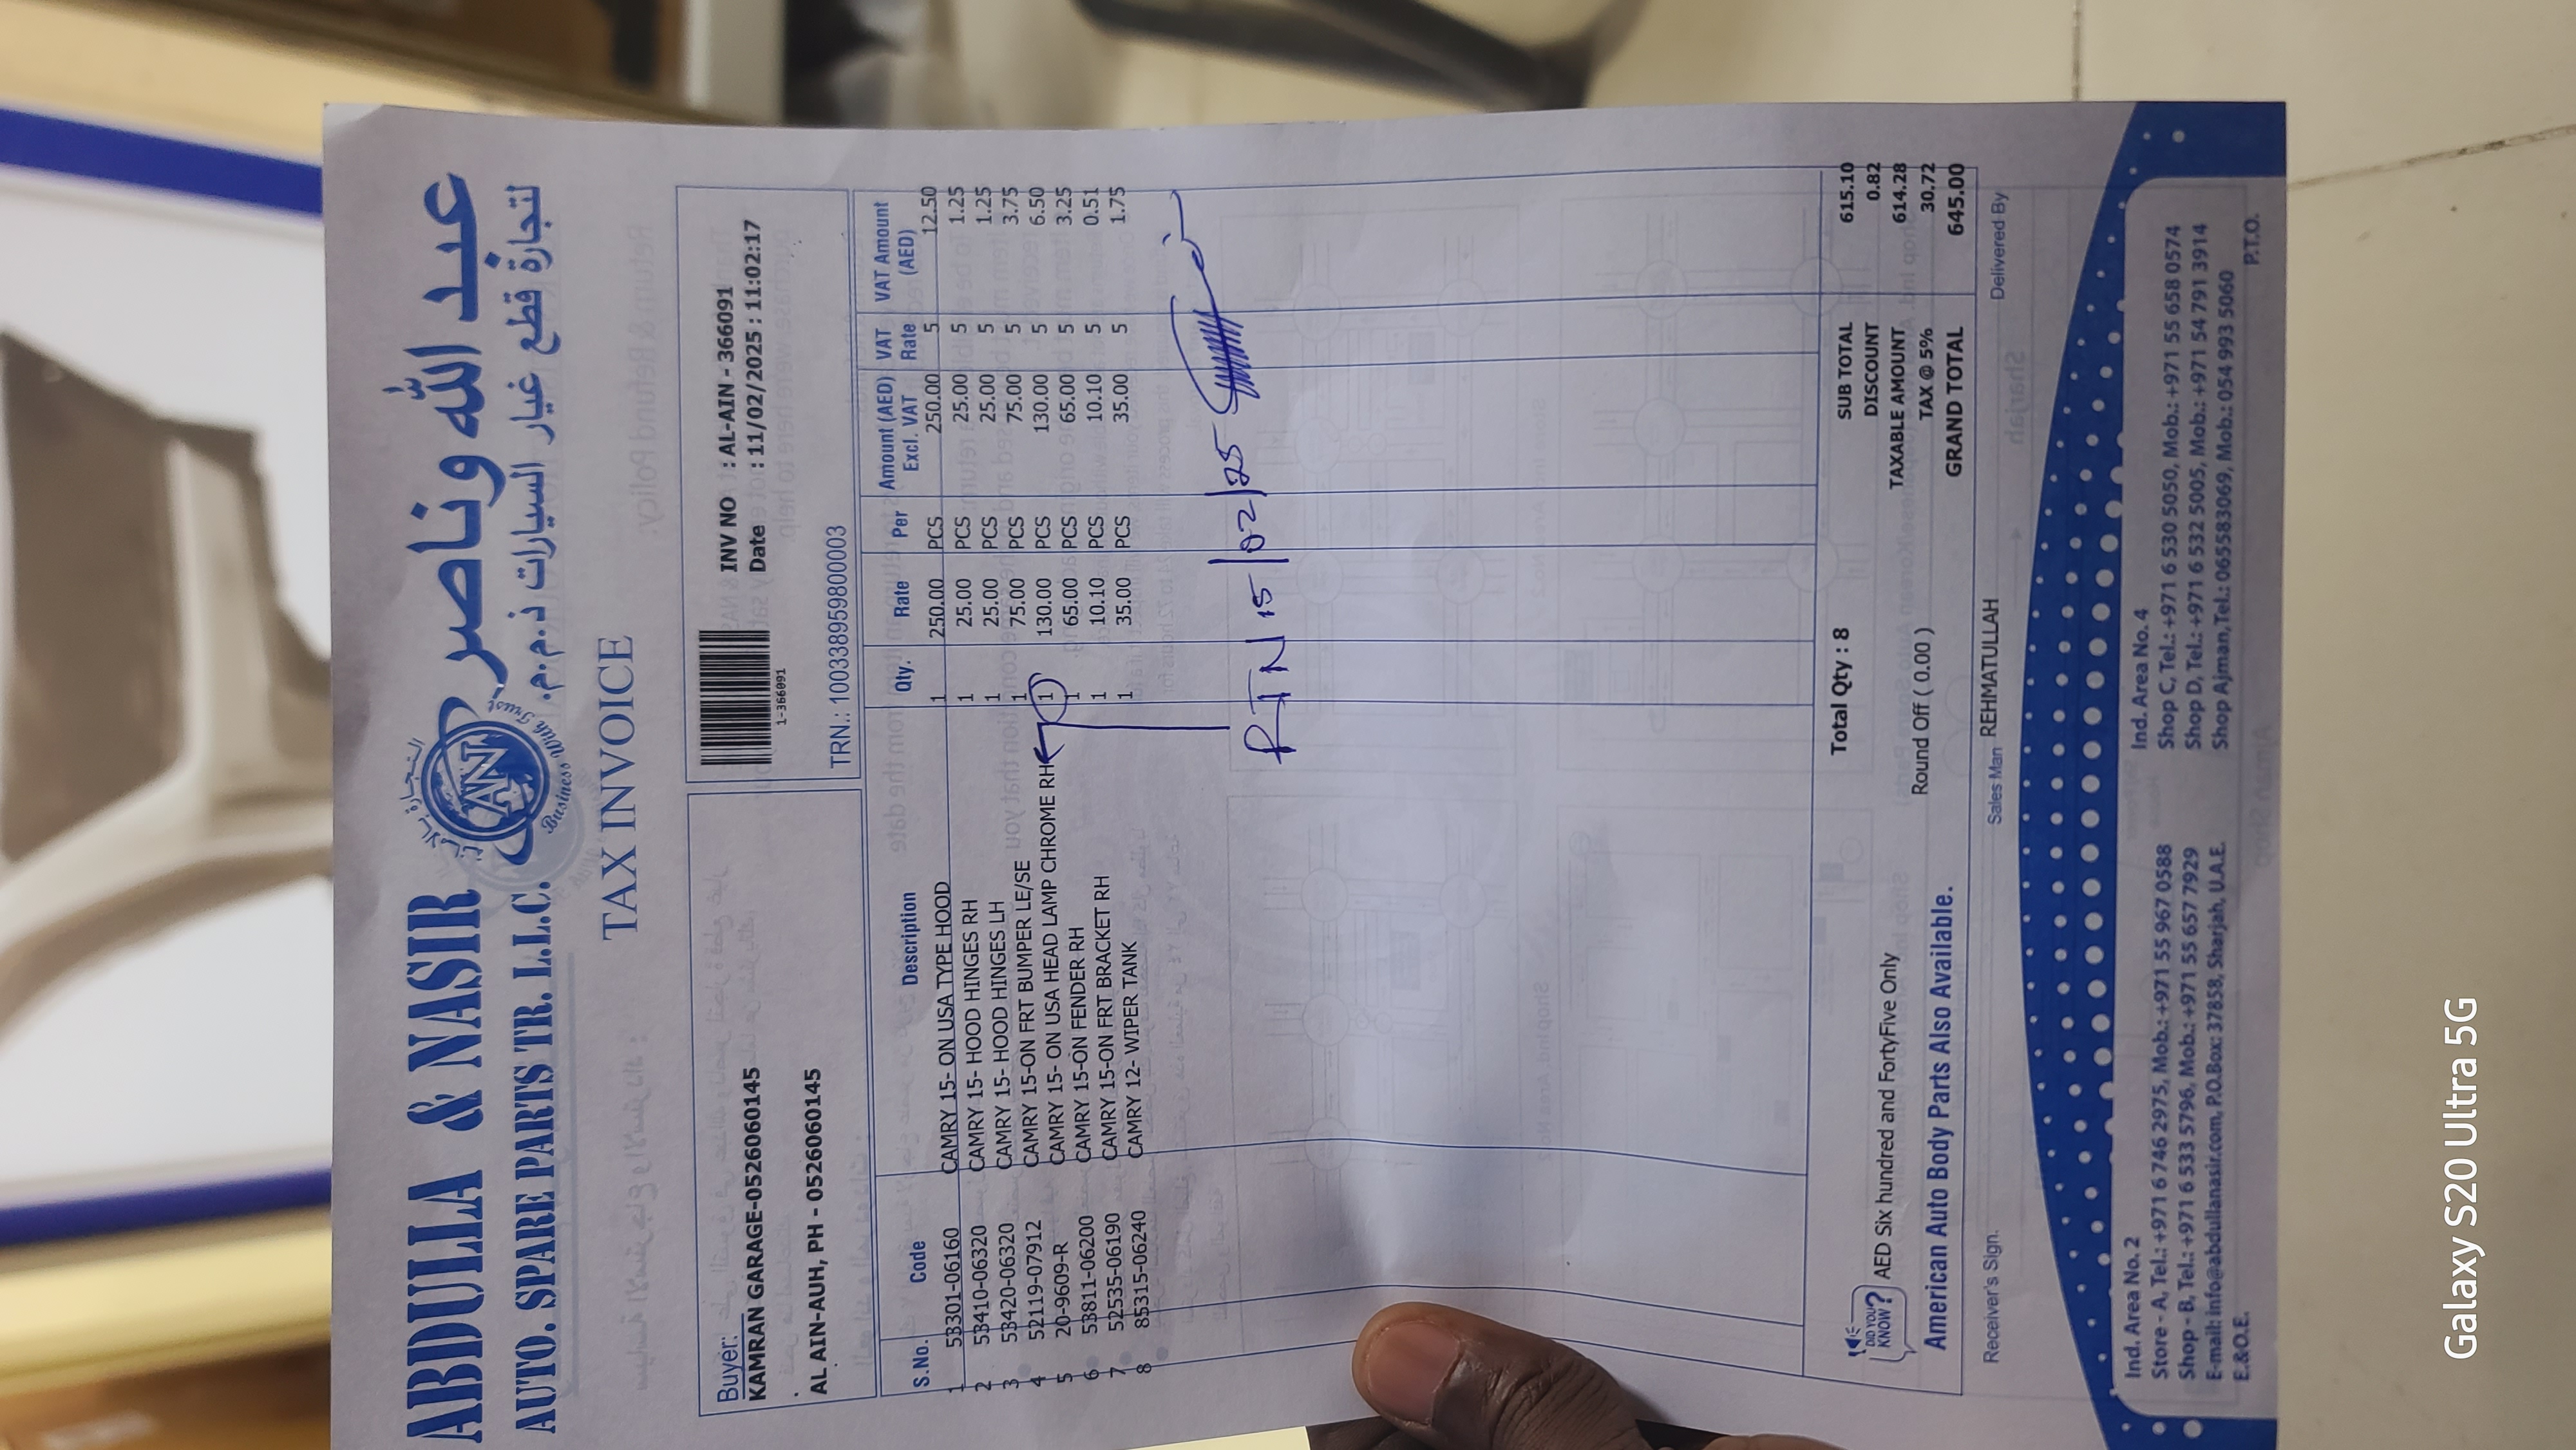 ABDULLA & NASIR
عبد الله وناصر
AUTO. SPARE PARTS TR. L.L.C.
لتجارة قطع غيار السيارات ذ.م.م.
AN
Business With Trust
TAX INVOICE
Buyer:
KAMRAN GARAGE-0526060145
AL AIN-AUH, PH - 0526060145
1-366091
INV NO : AL-AIN - 366091
Date : 11/02/2025 : 11:02:17
TRN.: 100338959800003
S.No. Code Description Qty. Rate Per Amount (AED) Excl. VAT VAT Rate VAT Amount (AED)
1 53301-06160 CAMRY 15- ON USA TYPE HOOD 1 250.00 PCS 250.00 5 12.50
2 53410-06320 CAMRY 15- HOOD HINGES RH 1 25.00 PCS 25.00 5 1.25
3 53420-06320 CAMRY 15- HOOD HINGES LH 1 25.00 PCS 25.00 5 1.25
4 52119-07912 CAMRY 15-ON FRT BUMPER LE/SE 1 75.00 PCS 75.00 5 3.75
5 20-9609-R CAMRY 15- ON USA HEAD LAMP CHROME RH 1 130.00 PCS 130.00 5 6.50
6 53811-06200 CAMRY 15-ON FENDER RH 1 65.00 PCS 65.00 5 3.25
7 52535-06190 CAMRY 15-ON FRT BRACKET RH 1 10.10 PCS 10.10 5 0.51
8 85315-06240 CAMRY 12- WIPER TANK 1 35.00 PCS 35.00 5 1.75
RTN 15/02/25
Total Qty : 8 SUB TOTAL 615.10
DISCOUNT 0.82
DID YOU KNOW? AED Six hundred and FortyFive Only TAXABLE AMOUNT 614.28
Round Off ( 0.00 ) TAX @ 5% 30.72
American Auto Body Parts Also Available. GRAND TOTAL 645.00
Receiver's Sign. Sales Man REHMATULLAH Delivered By
Ind. Area No. 2
Store - A, Tel.: +971 6 746 2975, Mob.: +971 55 967 0588
Shop - B, Tel.: +971 6 533 5796, Mob.: +971 55 657 7929
E-mail: info@abdullanasir.com, P.O.Box: 37858, Sharjah, U.A.E.
E.&O.E.
Ind. Area No. 4
Shop C, Tel.: +971 6 530 5050, Mob.: +971 55 658 0574
Shop D, Tel.: +971 6 532 5005, Mob.: +971 54 791 3914
Shop Ajman, Tel.: 065583069, Mob.: 054 993 5060
P.T.O.
Galaxy S20 Ultra 5G